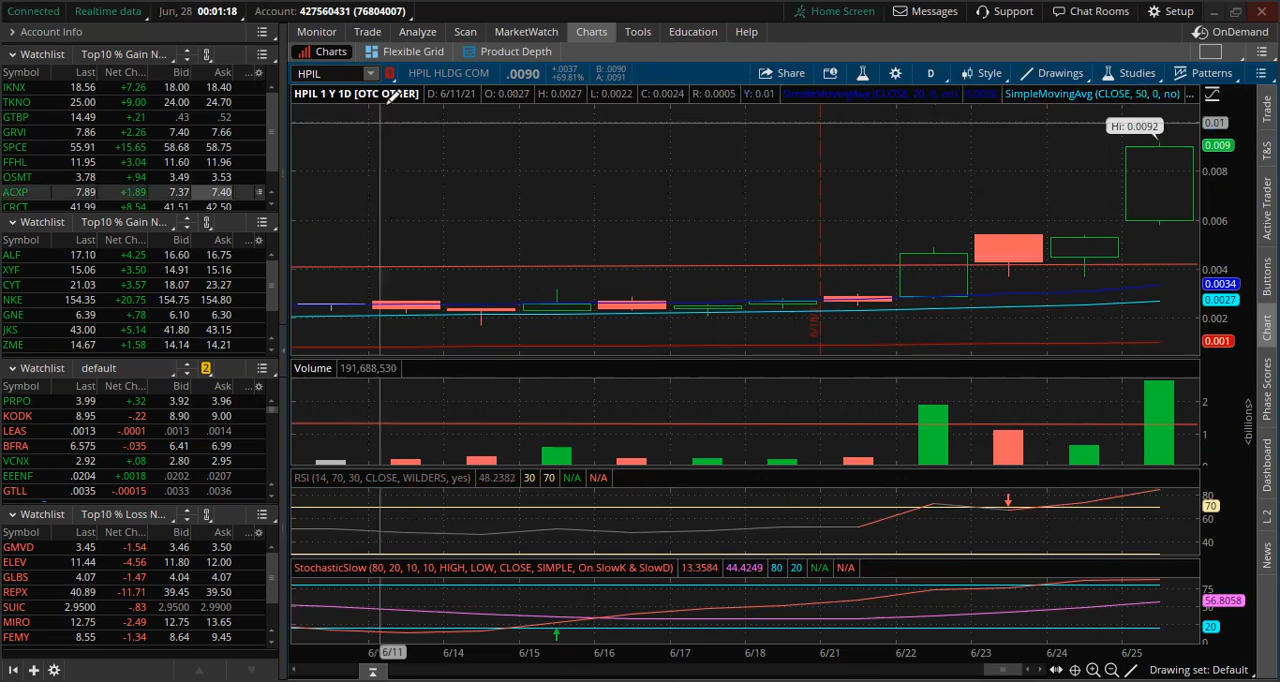 Connected Realtime data Jun, 28 00:01:18 Account: 427560431 (76804007) Home Screen Messages Support Chat Rooms Setup
Account Info
Monitor Trade Analyze Scan MarketWatch Charts Tools Education Help OnDemand
Charts Flexible Grid Product Depth
HPIL HPIL HLDG COM .0090 +.0037 +69.81% B: .0090 A: .0091 Share D Style Drawings Studies Patterns
HPIL 1 Y 1D [OTC OTHER] D: 6/11/21 O: 0.0027 H: 0.0027 L: 0.0022 C: 0.0024 R: 0.0005 Y: 0.01 SimpleMovingAvg (CLOSE, 50, 0, no) ...
Watchlist Top10 % Gain N...
Symbol Last Net Ch... Bid Ask ...
IKNX 18.56 +7.26 18.00 18.40
TKNO 25.00 +9.00 24.00 24.70
GTBP 14.49 +.21 .43 .52
GRVI 7.86 +2.26 7.40 7.66
SPCE 55.91 +15.65 58.68 58.75
FFHL 11.95 +3.04 11.60 11.96
OSMT 3.78 +.94 3.49 3.53
ACXP 7.89 +1.89 7.37 7.40
CRCT 41.99 +8.54 41.51 42.50
Watchlist Top10 % Gain N...
Symbol Last Net Ch... Bid Ask ...
ALF 17.10 +4.25 16.60 16.75
XYF 15.06 +3.50 14.91 15.16
CYT 21.03 +3.57 18.07 23.27
NKE 154.35 +20.75 154.75 154.80
GNE 6.39 +.78 6.10 6.30
JKS 43.00 +5.14 41.80 43.15
ZME 14.67 +1.58 14.14 14.21
Watchlist default 2
Symbol Last Net Ch... Bid Ask ...
PRPO 3.99 +.32 3.92 3.96
KODK 8.95 -.22 8.90 9.00
LEAS .0013 -.0001 .0013 .0014
BFRA 6.575 -.035 6.41 6.99
VCNX 2.92 +.08 2.80 2.95
EEENF .0204 +.0018 .0202 .0204
GTLL .0035 -.00015 .0033 .0036
Watchlist Top10 % Loss N...
Symbol Last Net Ch... Bid Ask ...
GMVD 3.45 -1.54 3.46 3.50
ELEV 11.44 -4.56 11.80 12.00
GLBS 4.07 -1.47 4.04 4.07
REPX 40.89 -11.71 39.45 39.50
SUIC 2.9500 -.83 2.9500 2.9900
MIRO 12.75 -2.49 12.75 13.65
FEMY 8.55 -1.34 8.64 9.45
Hi: 0.0092
0.01
0.009
0.008
0.006
0.004
0.0034
0.0027
0.002
0.001
6/18
Volume 191,688,530
2
1
<billions>
RSI (14, 70, 30, CLOSE, WILDERS, yes) 48.2382 30 70 N/A N/A
80
70
60
40
StochasticSlow (80, 20, 10, 10, HIGH, LOW, CLOSE, SIMPLE, On SlowK & SlowD) 13.3584 44.4249 80 20 N/A N/A
75
56.8058
20
0
6/11 6/14 6/15 6/16 6/17 6/18 6/21 6/22 6/23 6/24 6/25
Drawing set: Default
Trade
T&S
Active Trader
Buttons
Chart
Phase Scores
Dashboard
L 2
News